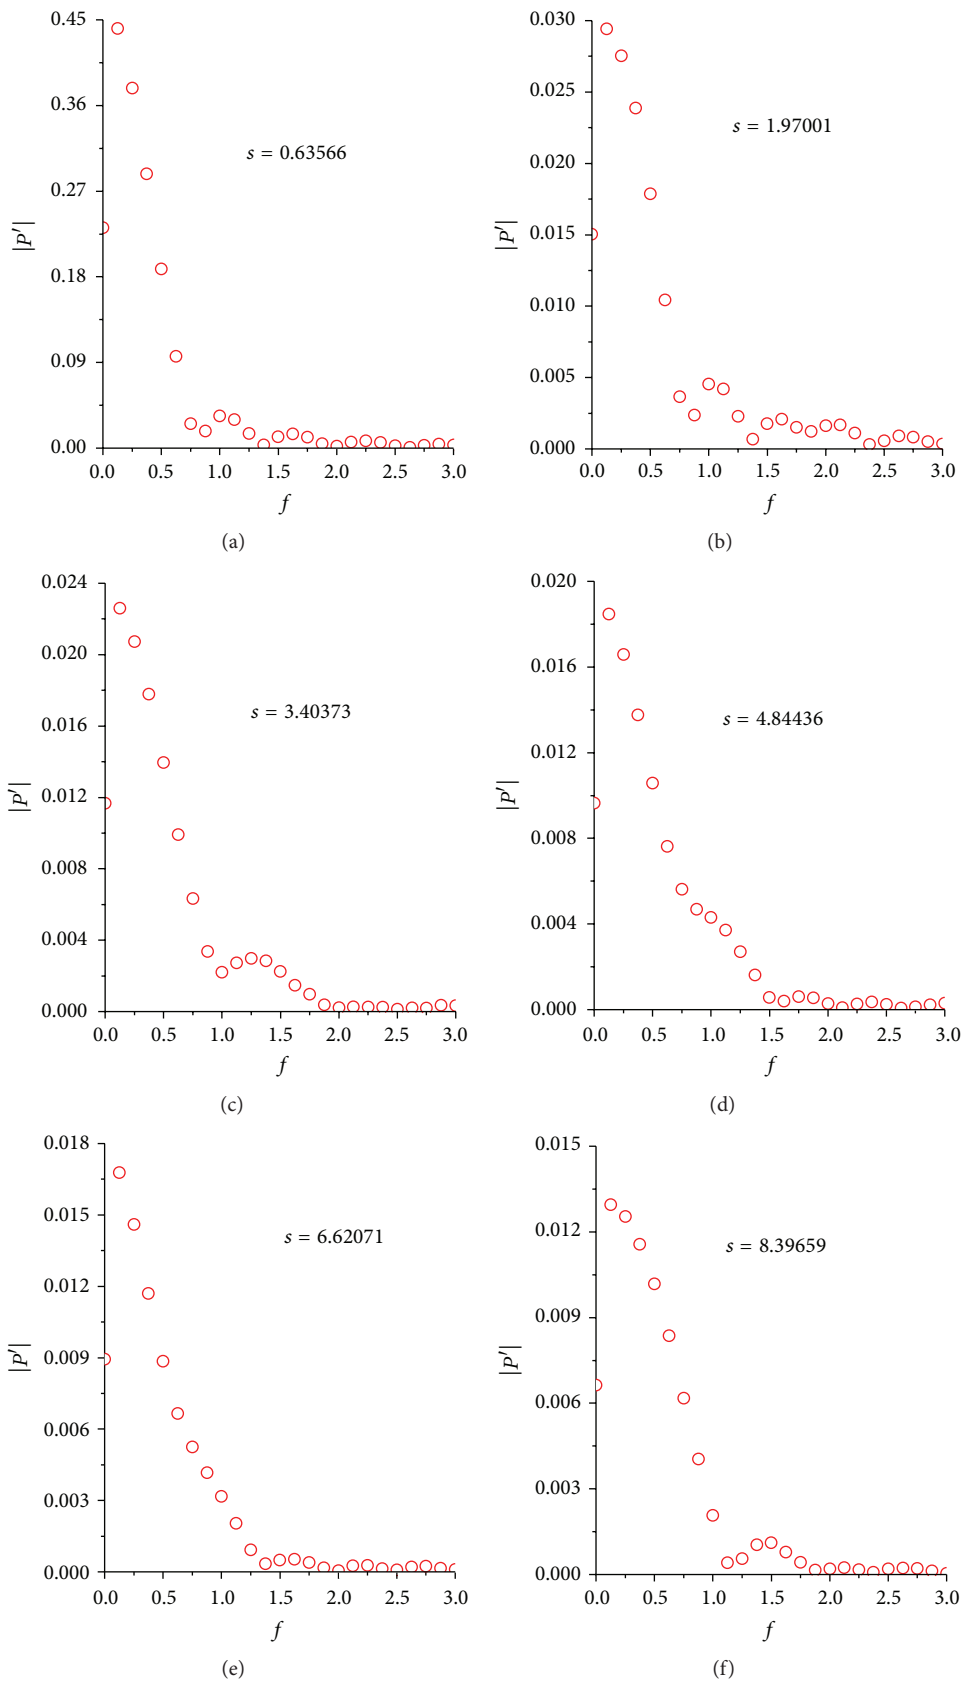 0.45
0.36
0.27
0.18
0.09
0.00
|P′|
s = 0.63566
0.0 0.5 1.0 1.5 2.0 2.5 3.0
f
(a)
0.030
0.025
0.020
0.015
0.010
0.005
0.000
|P′|
s = 1.97001
0.0 0.5 1.0 1.5 2.0 2.5 3.0
f
(b)
0.024
0.020
0.016
0.012
0.008
0.004
0.000
|P′|
s = 3.40373
0.0 0.5 1.0 1.5 2.0 2.5 3.0
f
(c)
0.020
0.016
0.012
0.008
0.004
0.000
|P′|
s = 4.84436
0.0 0.5 1.0 1.5 2.0 2.5 3.0
f
(d)
0.018
0.015
0.012
0.009
0.006
0.003
0.000
|P′|
s = 6.62071
0.0 0.5 1.0 1.5 2.0 2.5 3.0
f
(e)
0.015
0.012
0.009
0.006
0.003
0.000
|P′|
s = 8.39659
0.0 0.5 1.0 1.5 2.0 2.5 3.0
f
(f)